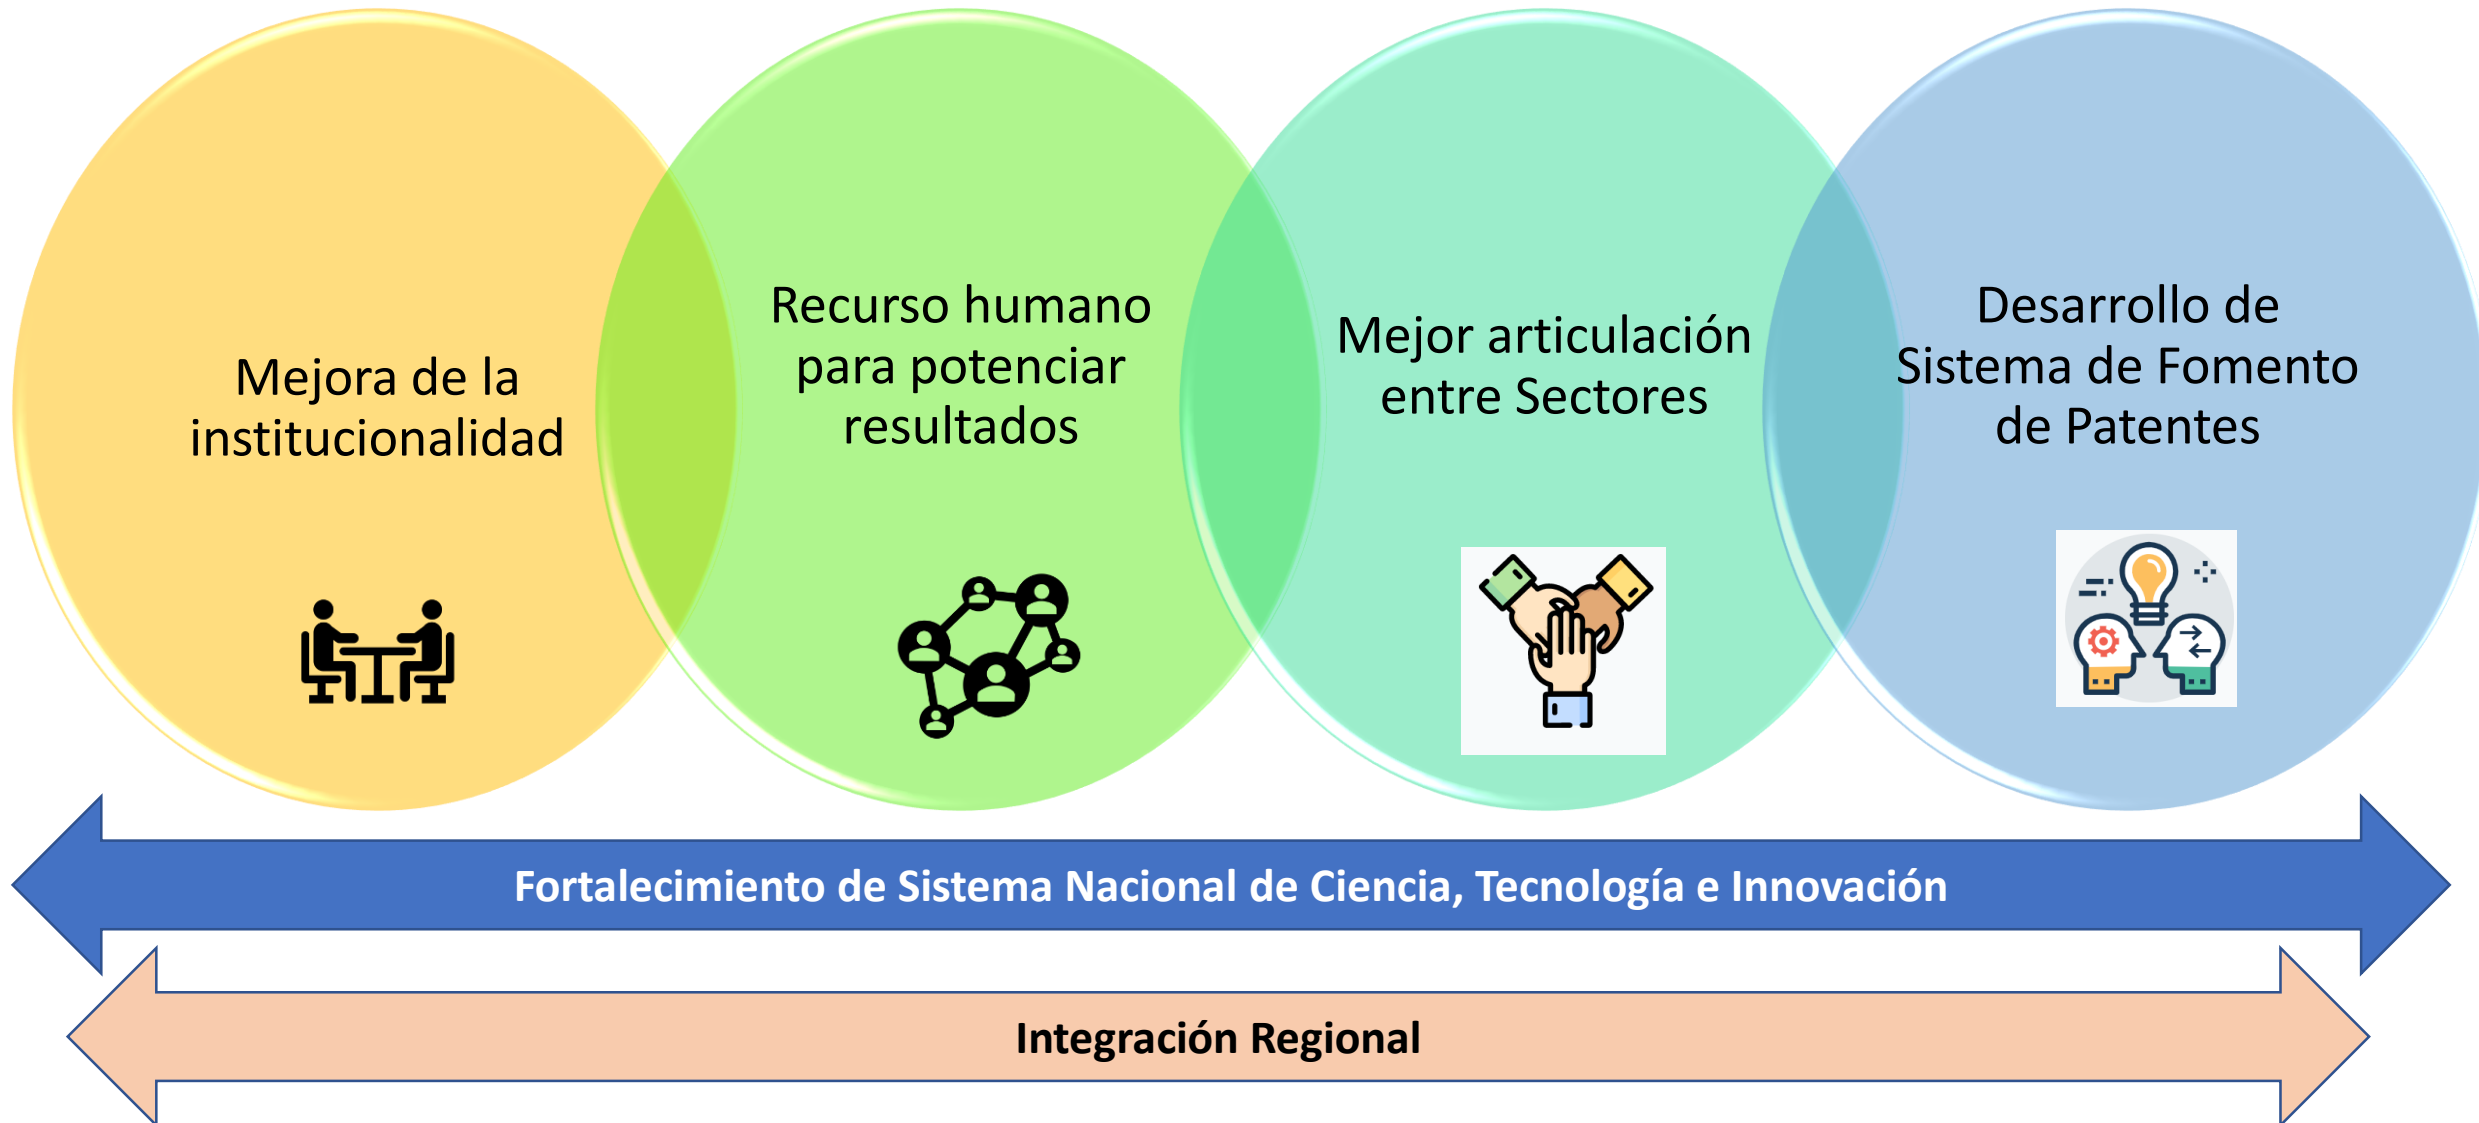 Mejora de la
institucionalidad
Recurso humano
para potenciar
resultados
Mejor articulación
entre Sectores
Desarrollo de
Sistema de Fomento
de Patentes
Fortalecimiento de Sistema Nacional de Ciencia, Tecnología e Innovación
Integración Regional